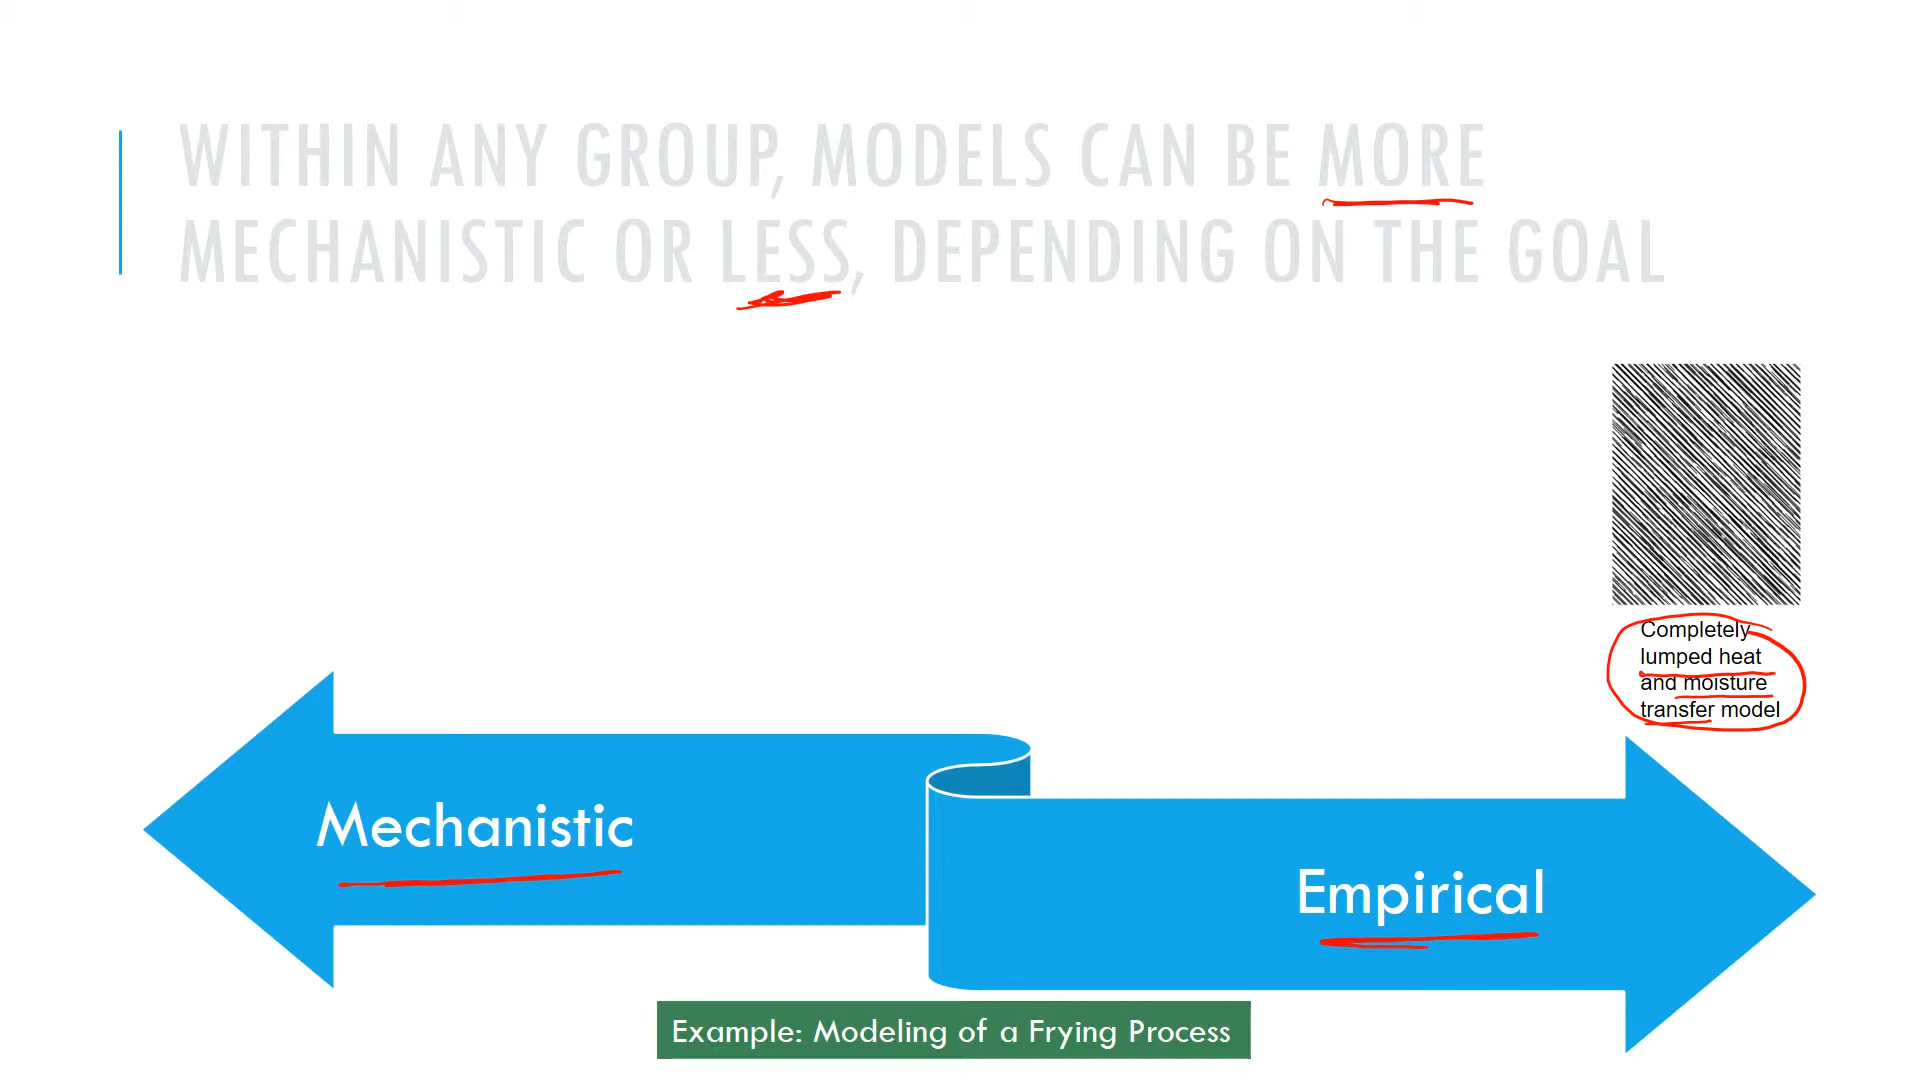 WITHIN ANY GROUP, MODELS CAN BE MORE
MECHANISTIC OR LESS, DEPENDING ON THE GOAL
Completely
lumped heat
and moisture
transfer model
Mechanistic
Empirical
Example: Modeling of a Frying Process